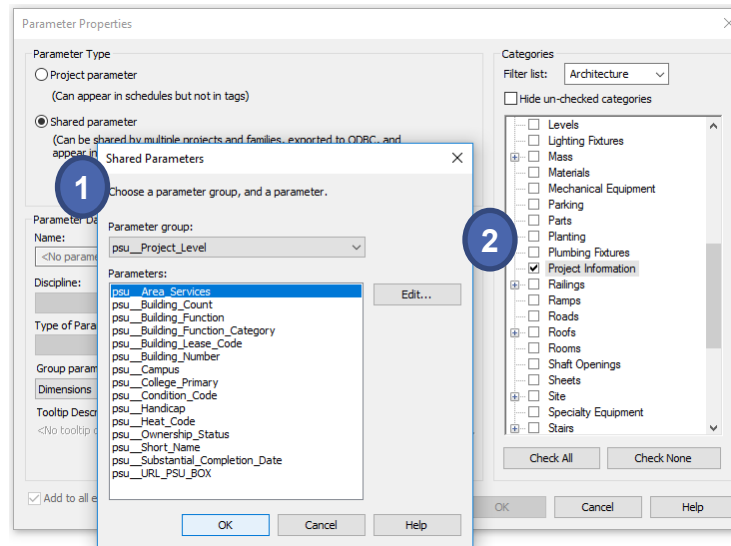 Parameter Properties
Parameter Type
Project parameter
(Can appear in schedules but not in tags)
Shared parameter
(Can be shared by multiple projects and families, exported to ODBC, and
appear in
Shared Parameters
1
Choose a parameter group, and a parameter.
Parameter group:
psu__Project_Level
Parameters:
psu__Area_Services
psu__Building_Count
psu__Building_Function
psu__Building_Function_Category
psu__Building_Lease_Code
psu__Building_Number
psu__Campus
psu__College_Primary
psu__Condition_Code
psu__Handicap
psu__Heat_Code
psu__Ownership_Status
psu__Short_Name
psu__Substantial_Completion_Date
psu__URL_PSU_BOX
Edit...
OK
Cancel
Help
Parameter Da
Name:
<No parame
Discipline:
Type of Para
Group param
Dimensions
Tooltip Descr
<No tooltip
Add to all e
Categories
Filter list:
Architecture
Hide un-checked categories
2
Levels
Lighting Fixtures
Mass
Materials
Mechanical Equipment
Parking
Parts
Planting
Plumbing Fixtures
Project Information
Railings
Ramps
Roads
Roofs
Rooms
Shaft Openings
Sheets
Site
Specialty Equipment
Stairs
Check All
Check None
OK
Cancel
Help